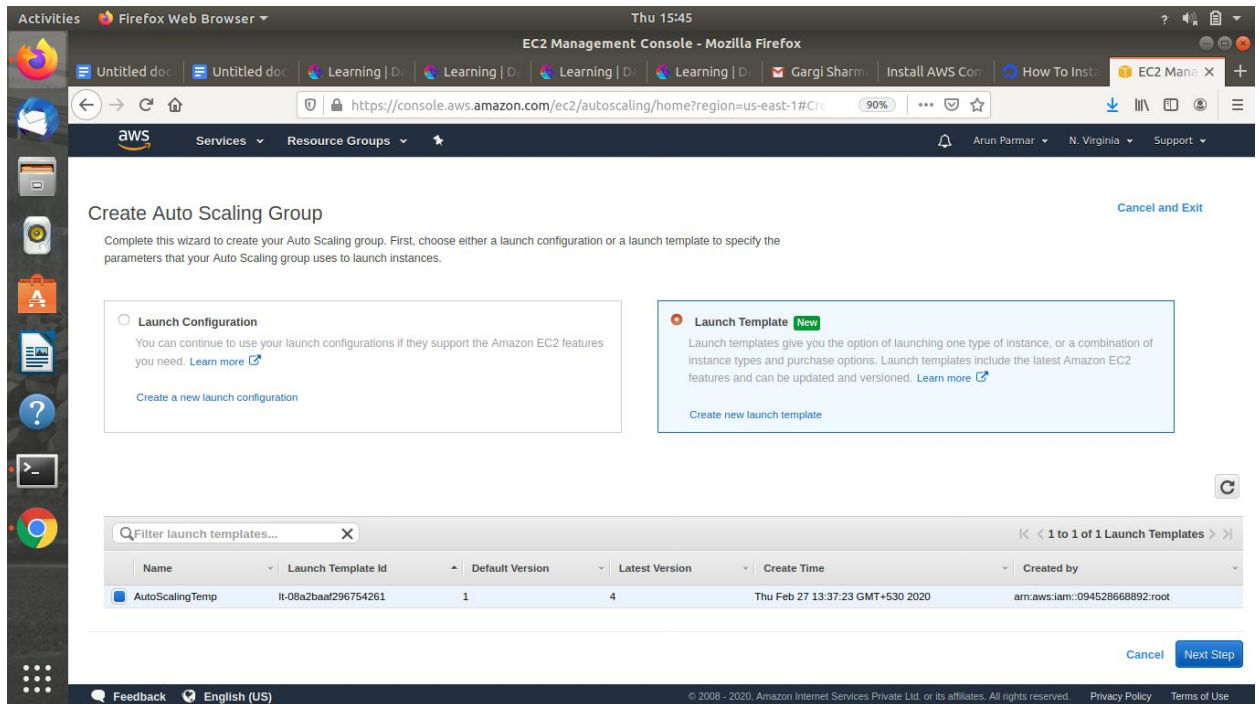 Activities Firefox Web Browser Thu 15:45 ?
EC2 Management Console - Mozilla Firefox
Untitled doc Untitled doc Learning | D Learning | D Learning | D Learning | D Gargi Sharm Install AWS Com How To Insta EC2 Mana
https://console.aws.amazon.com/ec2/autoscaling/home?region=us-east-1#Cre 90%
aws Services Resource Groups Arun Parmar N. Virginia Support
Create Auto Scaling Group Cancel and Exit
Complete this wizard to create your Auto Scaling group. First, choose either a launch configuration or a launch template to specify the
parameters that your Auto Scaling group uses to launch instances.
Launch Configuration
You can continue to use your launch configurations if they support the Amazon EC2 features
you need. Learn more
Create a new launch configuration
Launch Template New
Launch templates give you the option of launching one type of instance, or a combination of
instance types and purchase options. Launch templates include the latest Amazon EC2
features and can be updated and versioned. Learn more
Create new launch template
Filter launch templates... 1 to 1 of 1 Launch Templates
Name Launch Template Id Default Version Latest Version Create Time Created by
AutoScalingTemp lt-08a2baaf296754261 1 4 Thu Feb 27 13:37:23 GMT+530 2020 arn:aws:iam::094528668892:root
Cancel Next Step
Feedback English (US) © 2008 - 2020, Amazon Internet Services Private Ltd. or its affiliates. All rights reserved. Privacy Policy Terms of Use